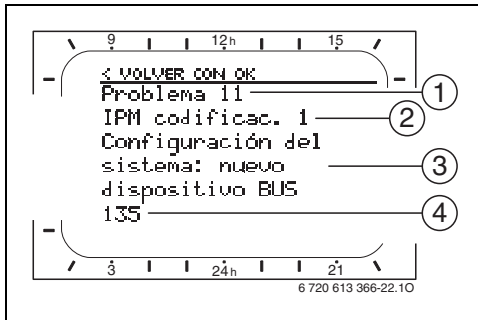 9 12h 15
< VOLVER CON OK
Problema 11
1
IPM codificac. 1
2
Configuración del
sistema: nuevo
3
dispositivo BUS
135
4
3 24h 21
6 720 613 366-22.1O